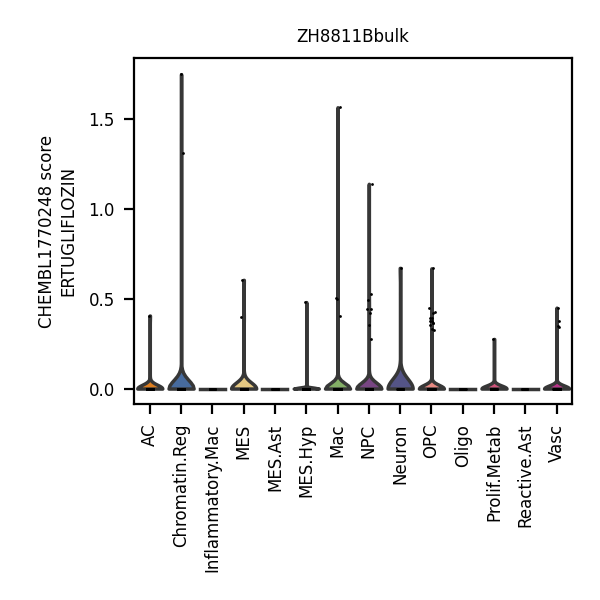 ZH8811Bbulk
CHEMBL1770248 score
ERTUGLIFLOZIN
1.5
1.0
0.5
0.0
AC
Chromatin.Reg
Inflammatory.Mac
MES
MES.Ast
MES.Hyp
Mac
NPC
Neuron
OPC
Oligo
Prolif.Metab
Reactive.Ast
Vasc